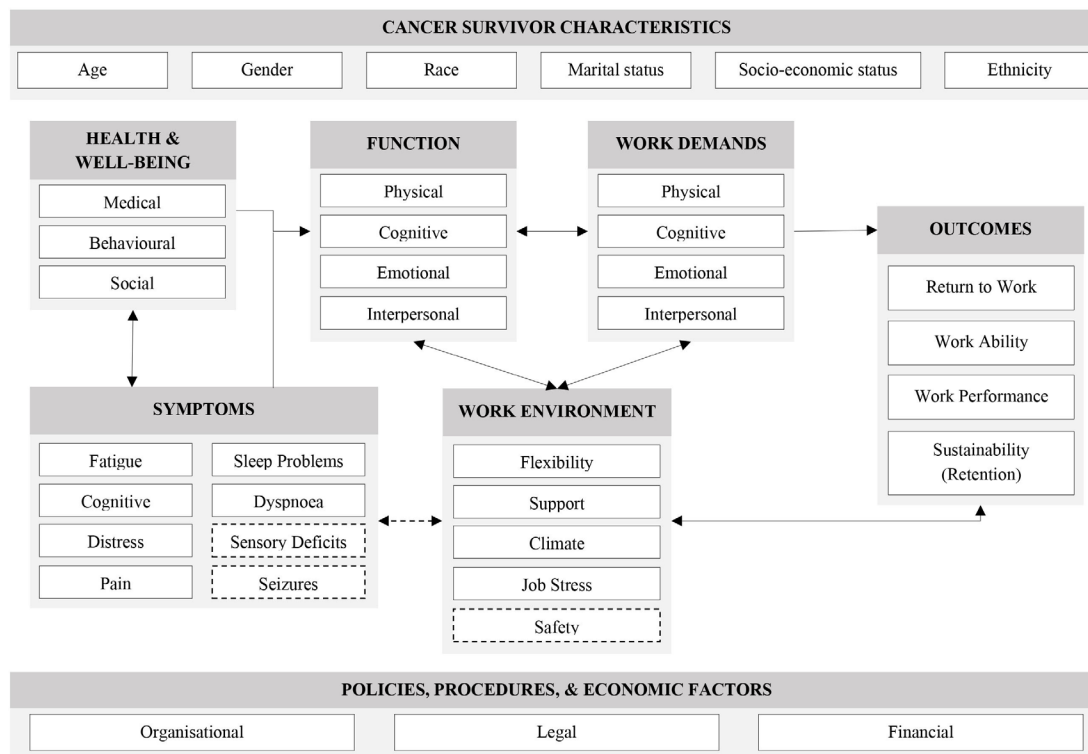 CANCER SURVIVOR CHARACTERISTICS
Age
Gender
Race
Marital status
Socio-economic status
Ethnicity
HEALTH &
WELL-BEING
Medical
Behavioural
Social
FUNCTION
Physical
Cognitive
Emotional
Interpersonal
WORK DEMANDS
Physical
Cognitive
Emotional
Interpersonal
OUTCOMES
Return to Work
Work Ability
Work Performance
Sustainability
(Retention)
SYMPTOMS
Fatigue
Sleep Problems
Cognitive
Dyspnoea
Distress
Sensory Deficits
Pain
Seizures
WORK ENVIRONMENT
Flexibility
Support
Climate
Job Stress
Safety
POLICIES, PROCEDURES, & ECONOMIC FACTORS
Organisational
Legal
Financial